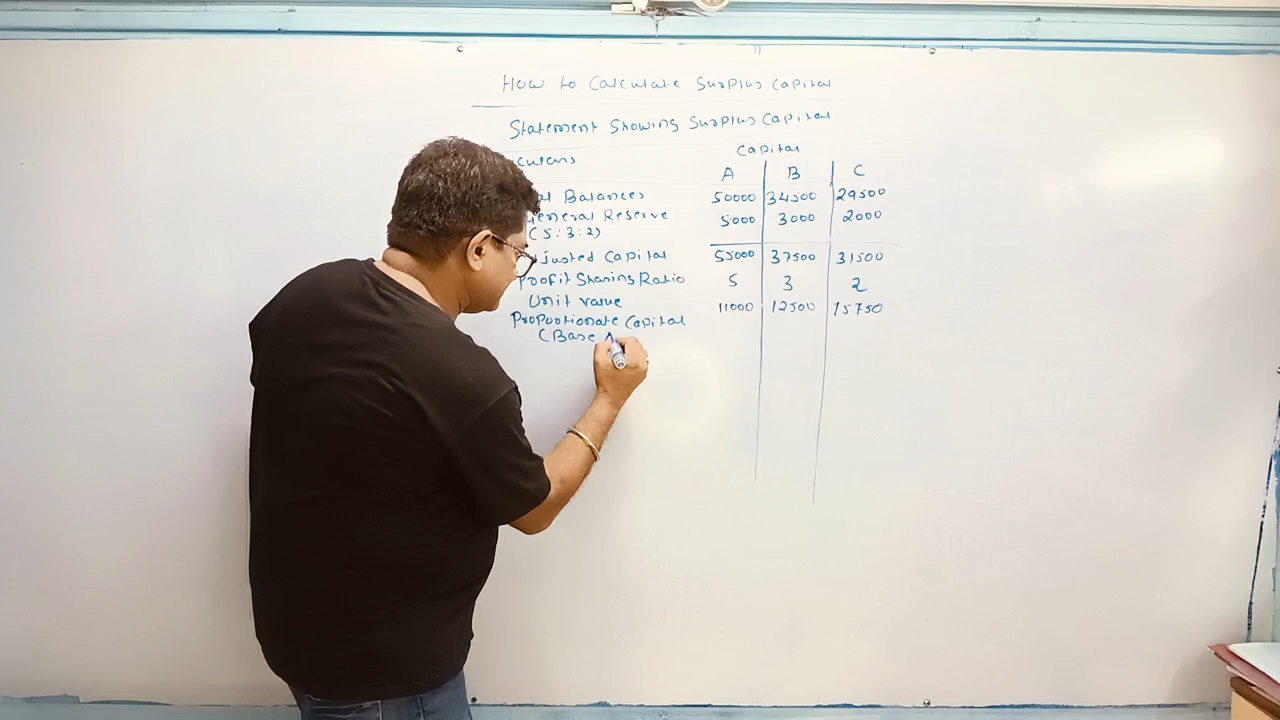 How to Calculate Surplus Capital
Statement Showing Surplus Capital
Capital
A B C
Balances 50000 34500 29500
General Reserve 5000 3000 2000
(5:3:2)
justed Capital 55000 37500 31500
Profit Sharing Ratio 5 3 2
Unit value 11000 12500 15750
Proportionate Capital
(Base A